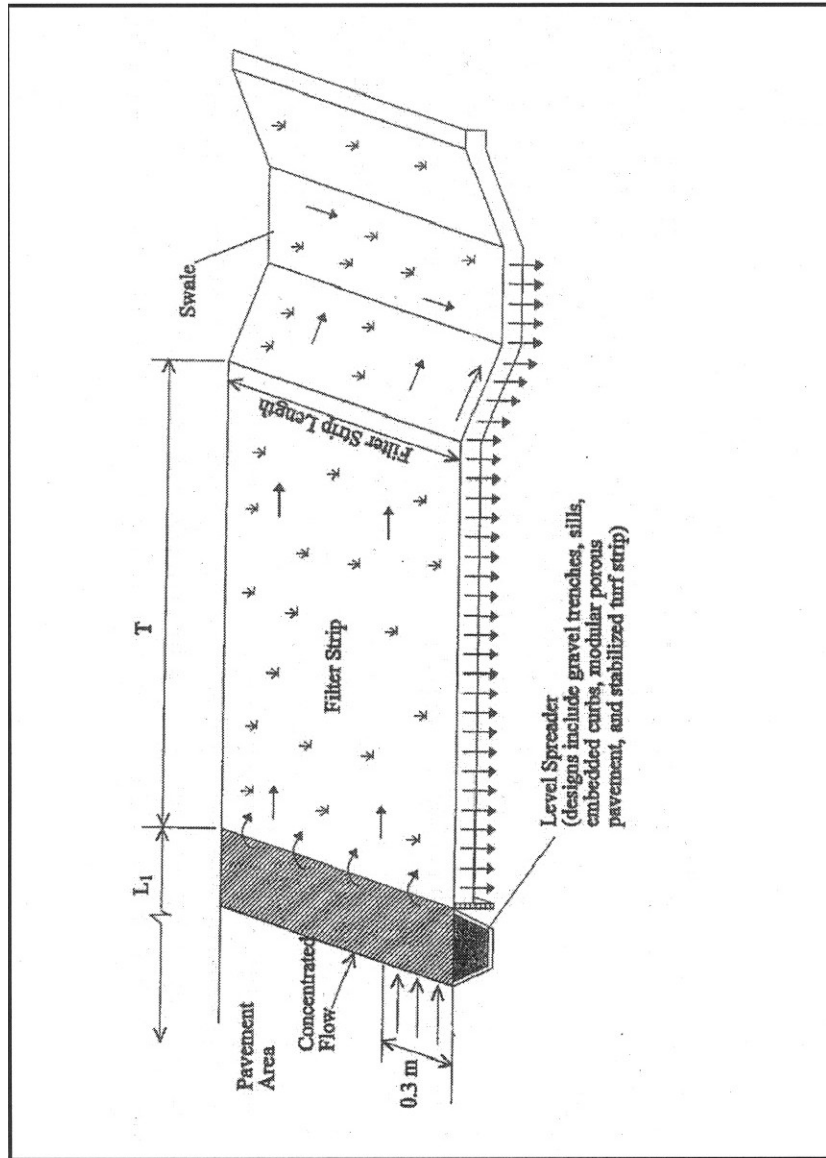 L1
T
Swale
Pavement
Area
Concentrated
Flow
0.3 m
Filter Strip
Filter Strip Length
Level Spreader
(designs include gravel trenches, sills,
embedded curbs, modular porous
pavement, and stabilized turf strip)